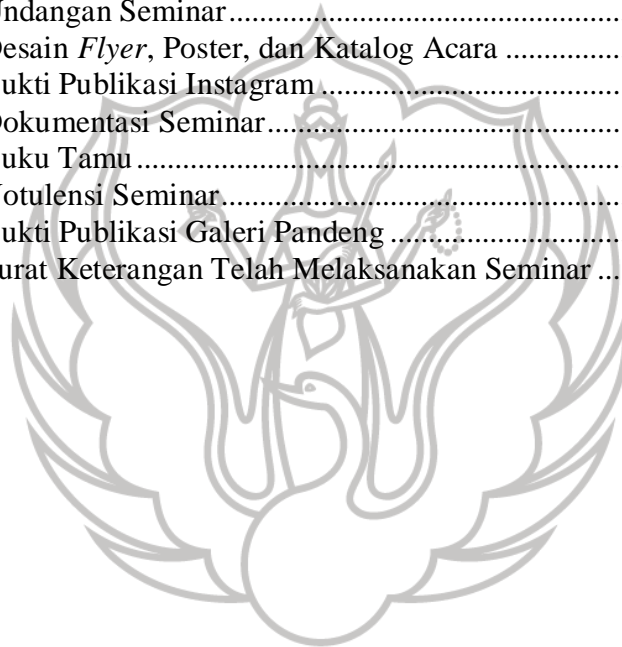 ndangan Seminar........................................................
esain Flyer, Poster, dan Katalog Acara ................
ukti Publikasi Instagram...........................................
okumentasi Seminar..................................................
uku Tamu.....................................................................
otulensi Seminar.........................................................
ukti Publikasi Galeri Pandeng .................................
urat Keterangan Telah Melaksanakan Seminar ...